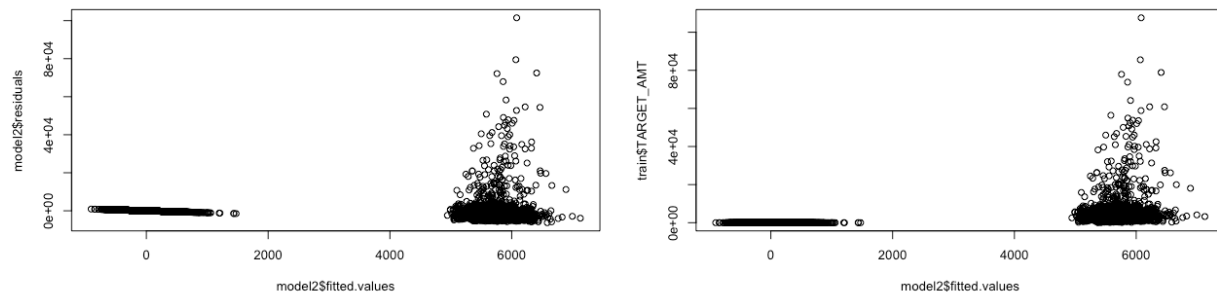 model2$residuals
0e+00 4e+04 8e+04
0 2000 4000 6000
model2$fitted.values
train$TARGET_AMT
0e+00 4e+04 8e+04
0 2000 4000 6000
model2$fitted.values